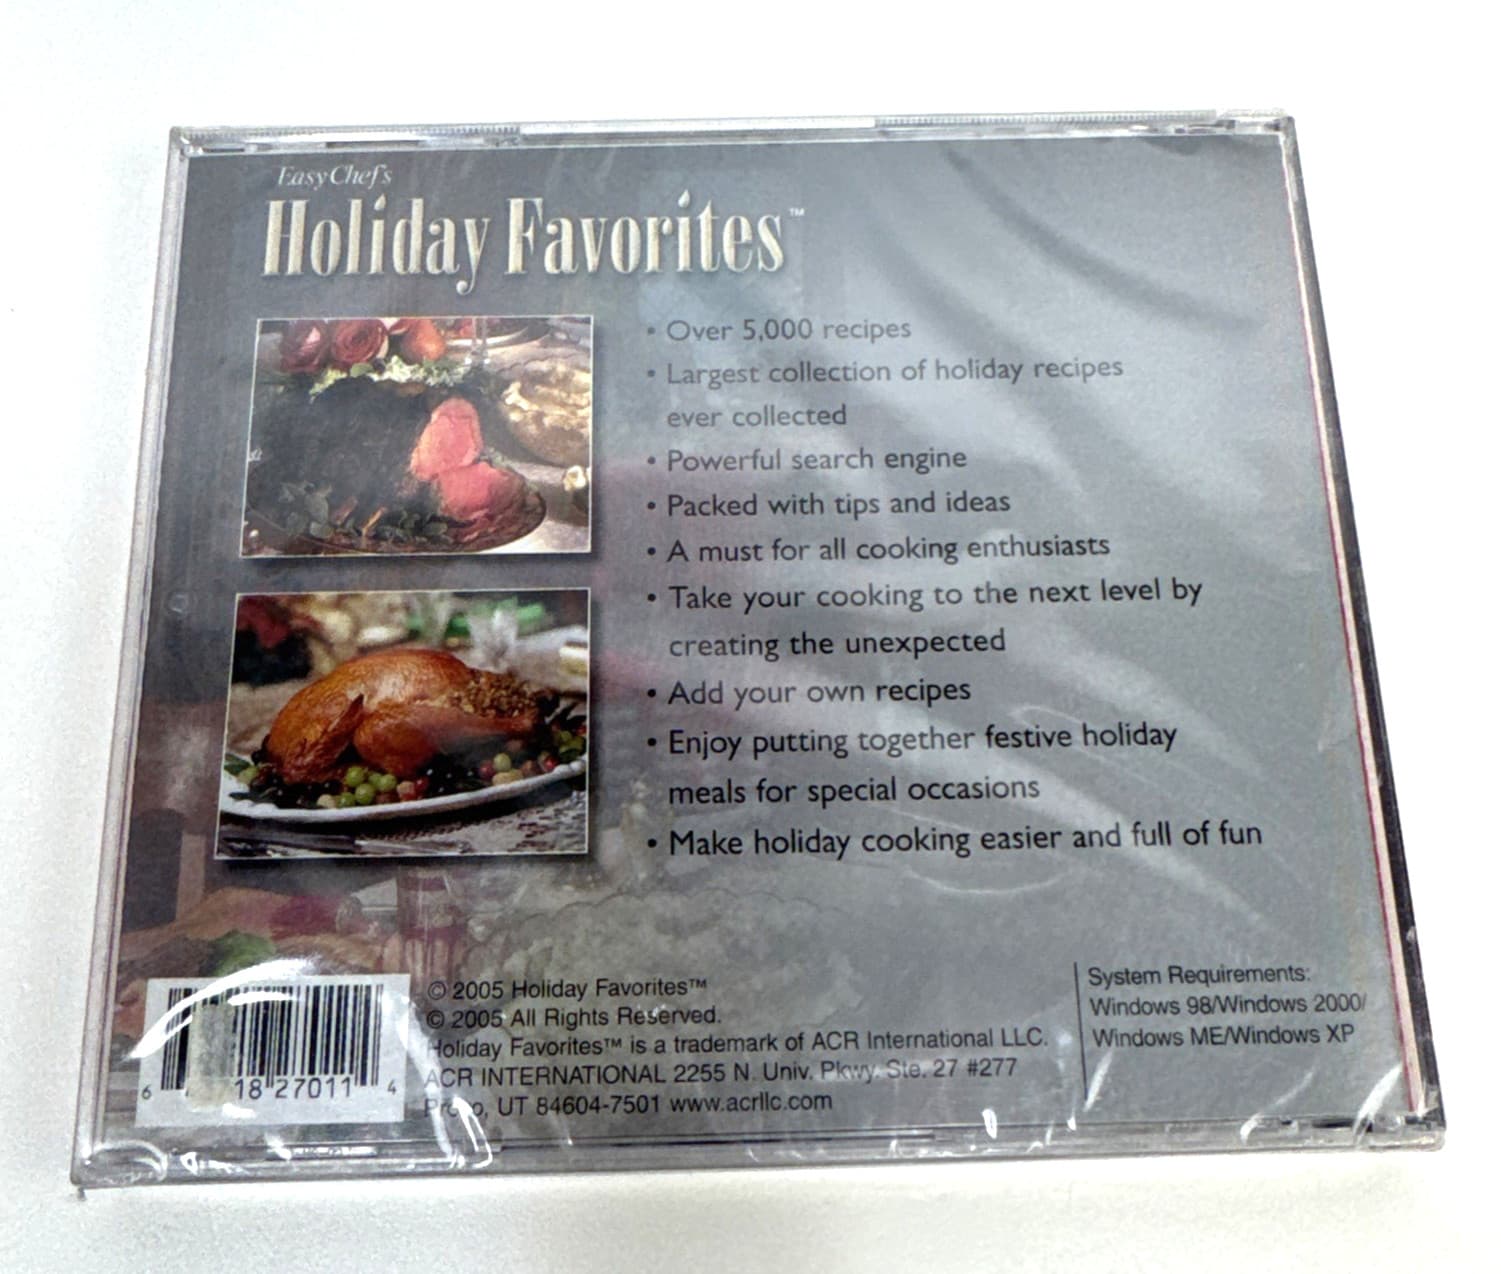 Easy Chef's
Holiday Favorites™
• Over 5,000 recipes
• Largest collection of holiday recipes
ever collected
• Powerful search engine
• Packed with tips and ideas
• A must for all cooking enthusiasts
• Take your cooking to the next level by
creating the unexpected
• Add your own recipes
• Enjoy putting together festive holiday
meals for special occasions
• Make holiday cooking easier and full of fun
© 2005 Holiday Favorites™
© 2005 All Rights Reserved.
Holiday Favorites™ is a trademark of ACR International LLC.
ACR INTERNATIONAL 2255 N. Univ. Pkwy. Ste. 27 #277
Provo, UT 84604-7501 www.acrllc.com
System Requirements:
Windows 98/Windows 2000/
Windows ME/Windows XP
6 18 27011 4